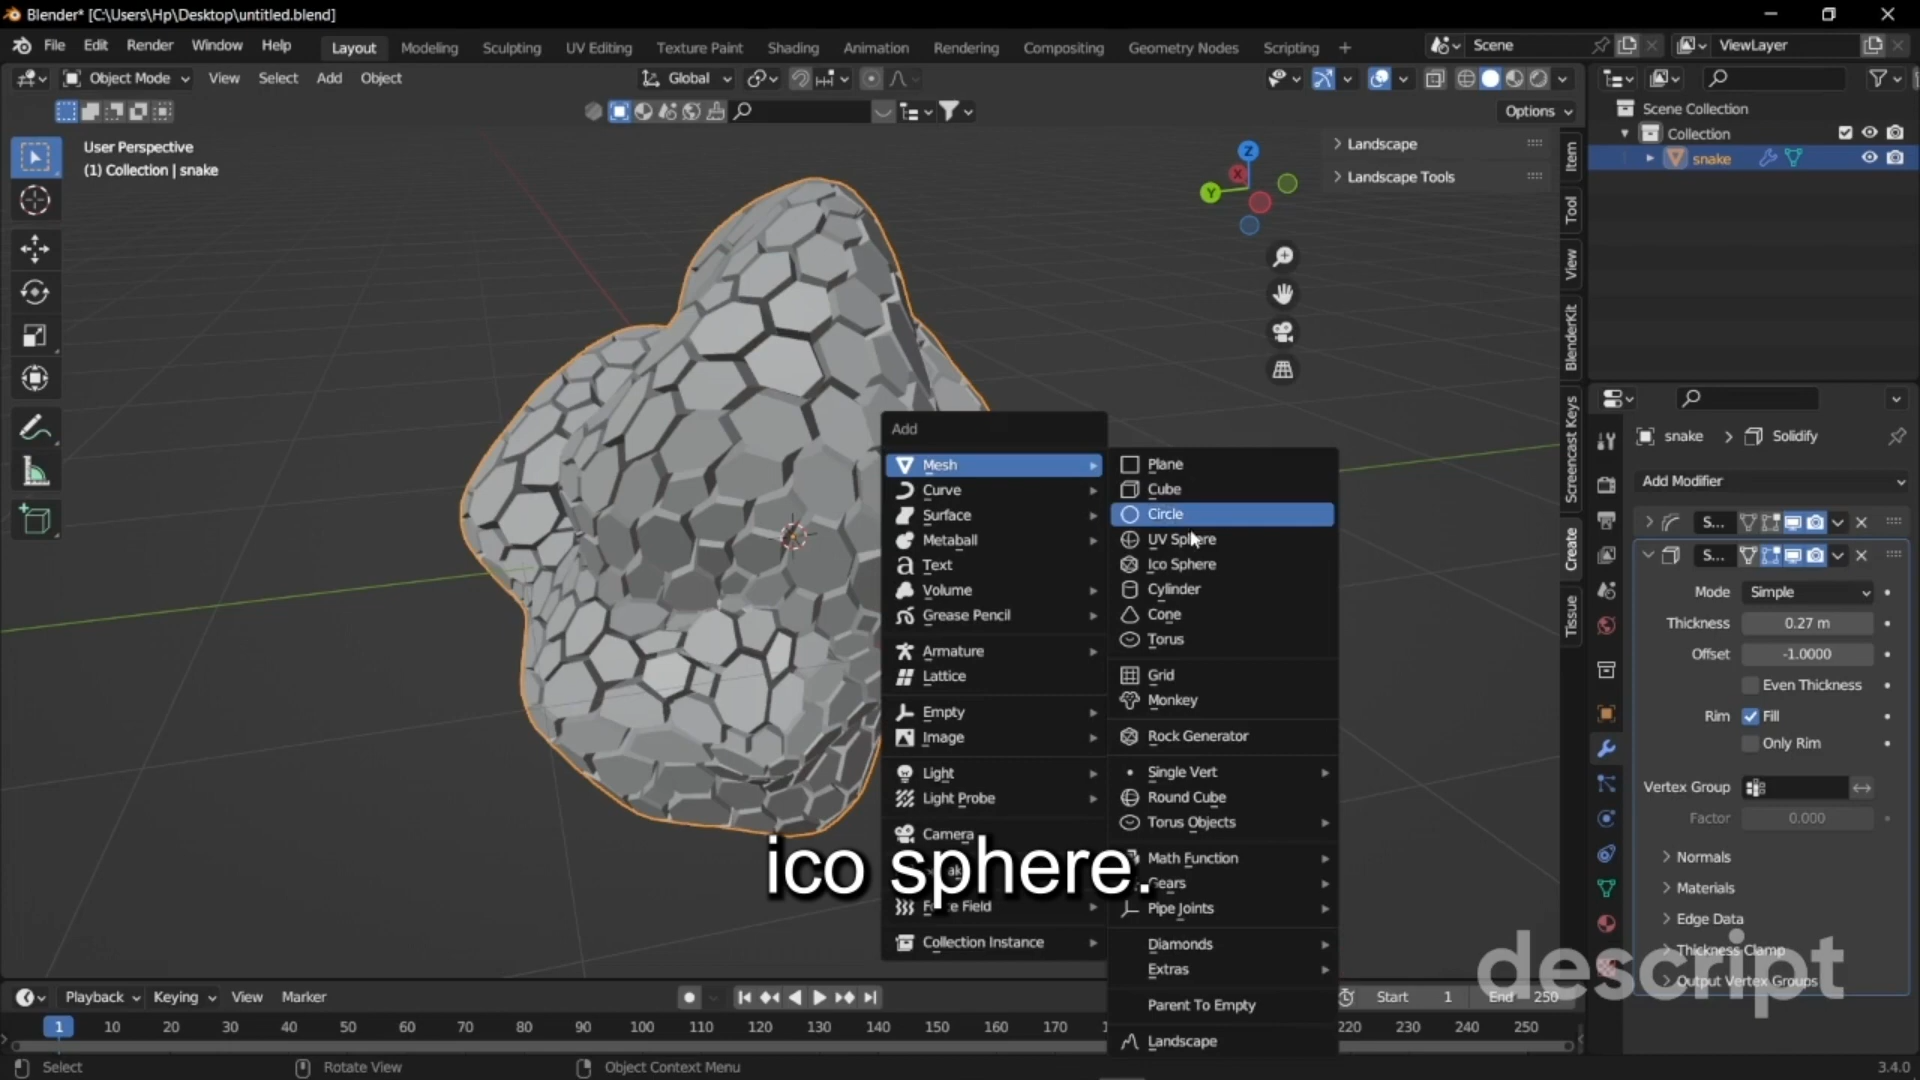 Blender* [C:\Users\Hp\Desktop\untitled.blend]
File Edit Render Window Help
Layout Modeling Sculpting UV Editing Texture Paint Shading Animation Rendering Compositing Geometry Nodes Scripting +
Scene
ViewLayer
Object Mode View Select Add Object
Global
Options
User Perspective
(1) Collection | snake
Z
X
Y
Landscape
Landscape Tools
Item
Tool
View
BlenderKit
Screencast Keys
Create
Tissue
Scene Collection
Collection
snake
snake > Solidify
Add Modifier
S...
S...
Mode Simple
Thickness 0.27 m
Offset -1.0000
Even Thickness
Rim Fill
Only Rim
Vertex Group
Factor 0.000
Normals
Materials
Edge Data
Thickness Clamp
Output Vertex Groups
Add
Mesh
Curve
Surface
Metaball
Text
Volume
Grease Pencil
Armature
Lattice
Empty
Image
Light
Light Probe
Camera
Force Field
Collection Instance
Plane
Cube
Circle
UV Sphere
Ico Sphere
Cylinder
Cone
Torus
Grid
Monkey
Rock Generator
Single Vert
Round Cube
Torus Objects
Math Function
Gears
Pipe Joints
Diamonds
Extras
Parent To Empty
Landscape
ico sphere.
descript
Playback Keying View Marker
Start 1 End 250
1 10 20 30 40 50 60 70 80 90 100 110 120 130 140 150 160 170 220 230 240 250
Select Rotate View Object Context Menu
3.4.0